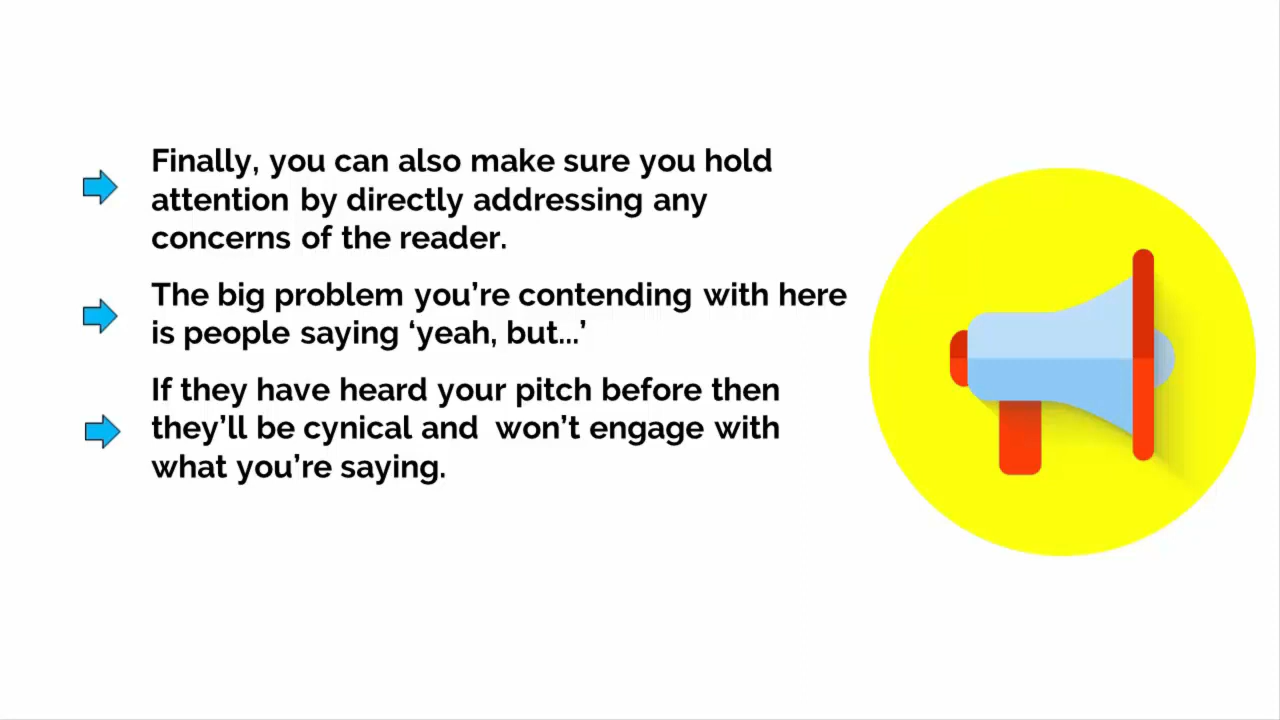 Finally, you can also make sure you hold
attention by directly addressing any
concerns of the reader.
The big problem you’re contending with here
is people saying ‘yeah, but...’
If they have heard your pitch before then
they’ll be cynical and  won’t engage with
what you’re saying.